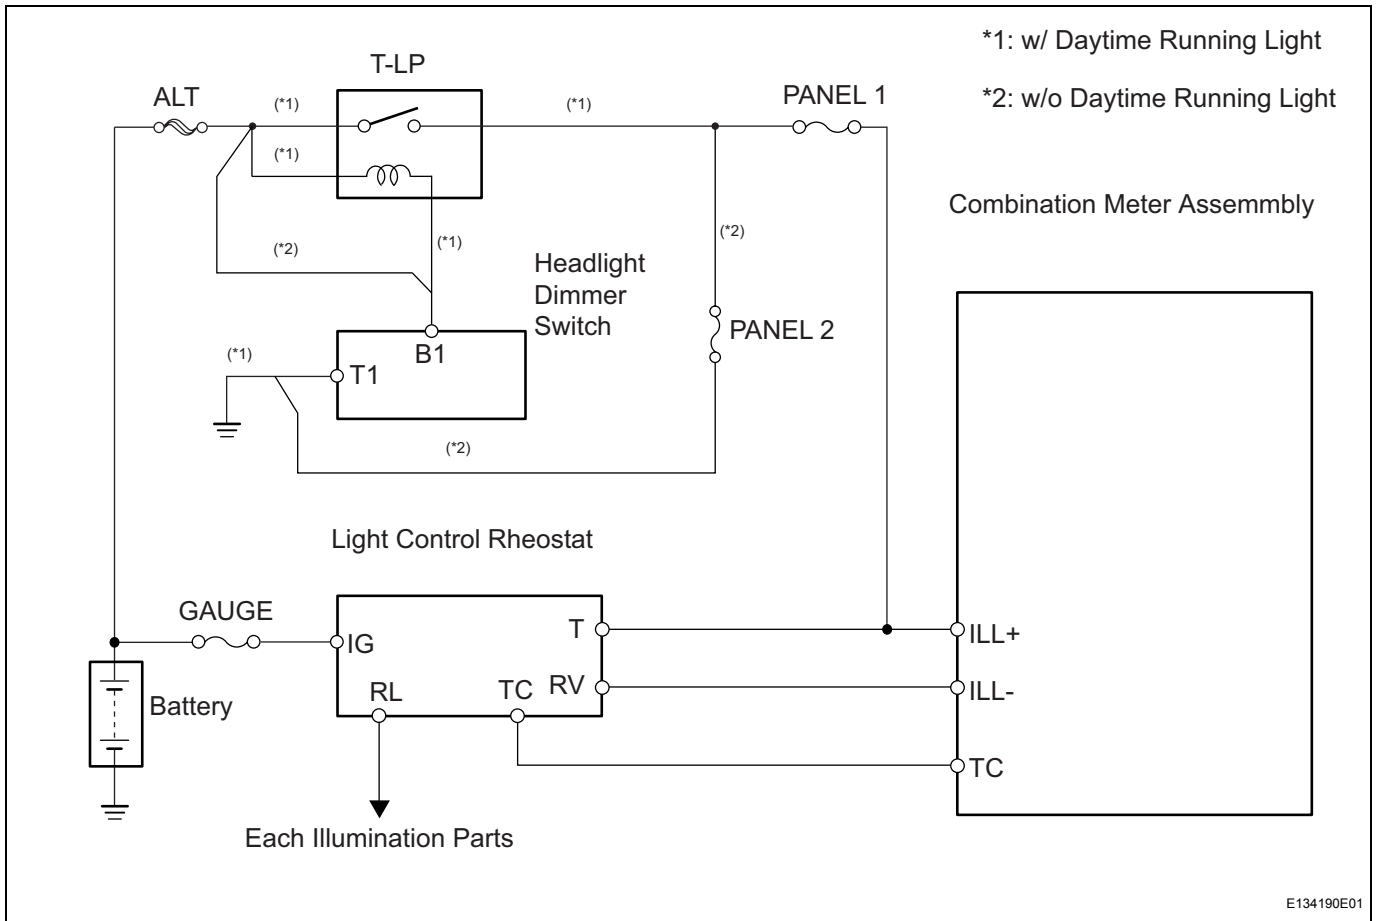 *1: w/ Daytime Running Light
*2: w/o Daytime Running Light
T-LP
ALT
(*1)
(*1)
PANEL 1
(*1)
Combination Meter Assemmbly
(*2)
(*1)
(*2)
Headlight
Dimmer
Switch
PANEL 2
B1
(*1)
T1
(*2)
Light Control Rheostat
GAUGE
IG
T
ILL+
RL
TC
RV
ILL-
Battery
TC
Each Illumination Parts
E134190E01